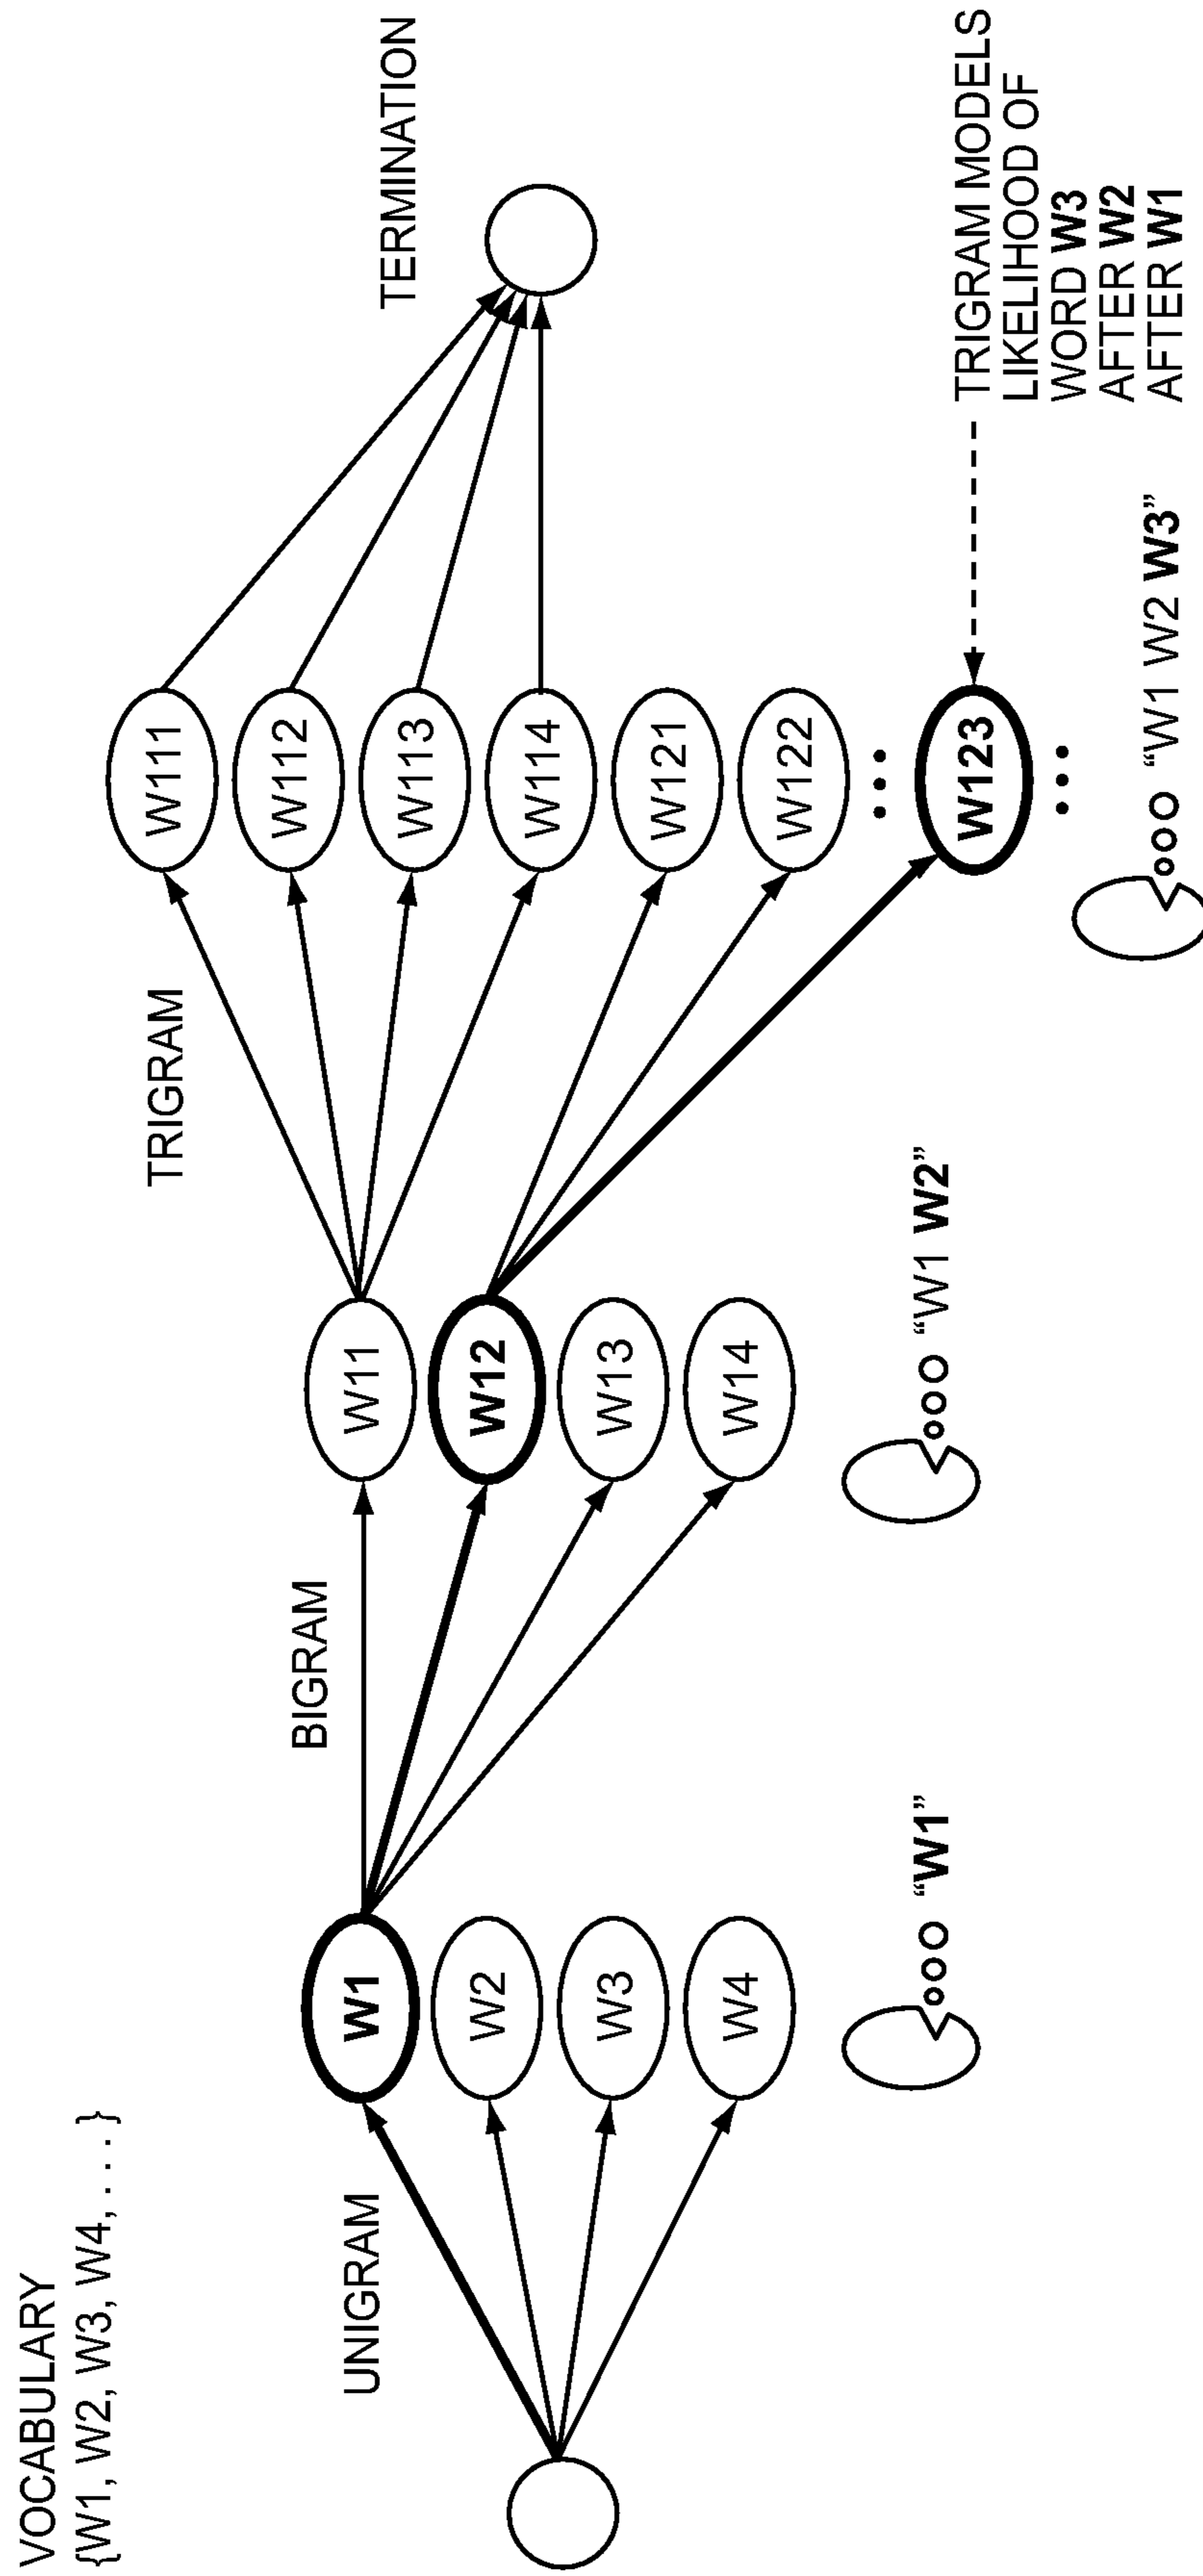 VOCABULARY
{W1, W2, W3, W4, . . . }
UNIGRAM
W1
W2
W3
W4
"W1"
BIGRAM
W11
W12
W13
W14
“W1 W2”
TRIGRAM
W111
W112
W113
W114
W121
W122
W123
“W1 W2 W3”
TERMINATION
TRIGRAM MODELS
LIKELIHOOD OF
WORD W3
AFTER W2
AFTER W1